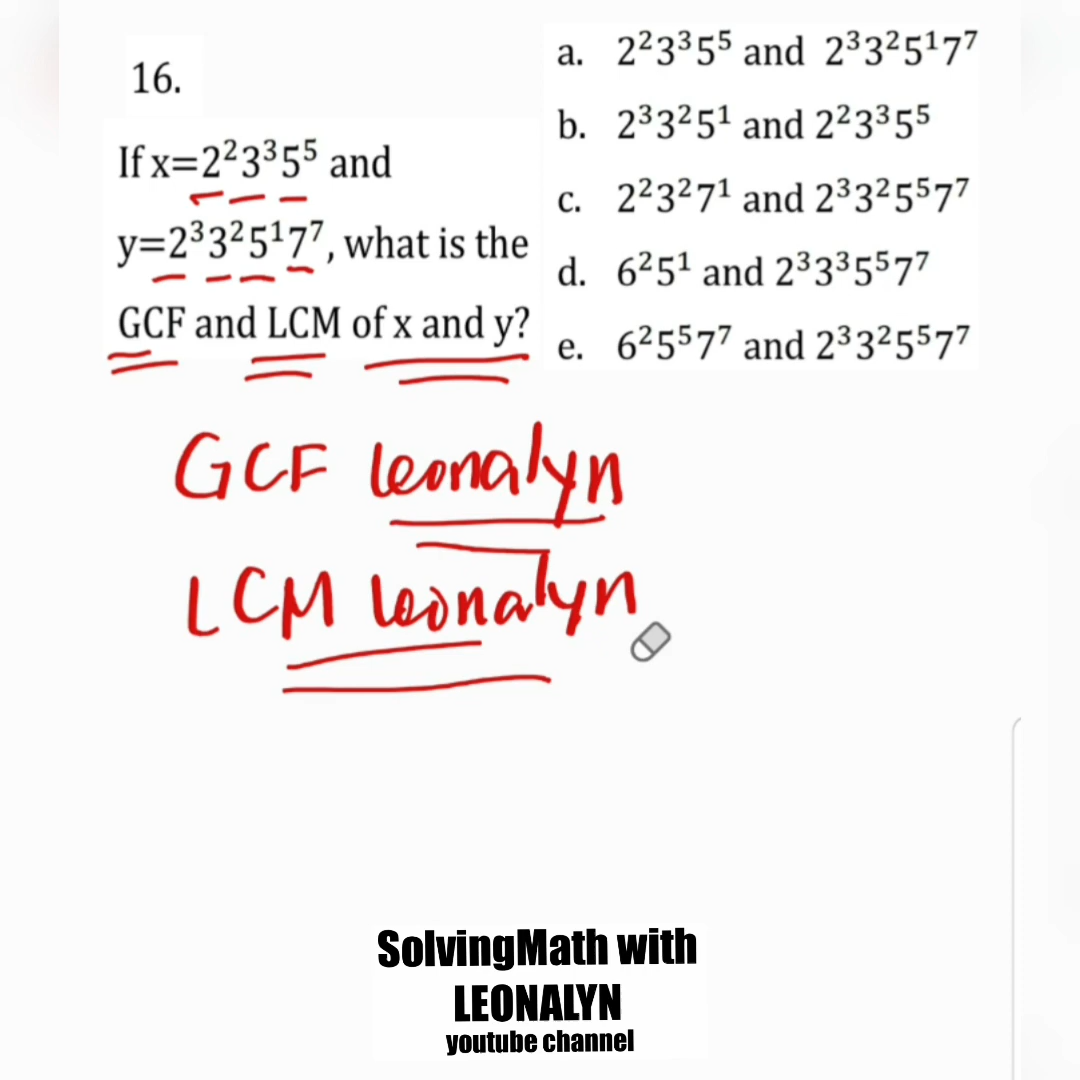 16.
If x=2²3³5⁵ and
y=2³3²5¹7⁷, what is the
GCF and LCM of x and y?
a. 2²3³5⁵ and 2³3²5¹7⁷
b. 2³3²5¹ and 2²3³5⁵
c. 2²3²7¹ and 2³3²5⁵7⁷
d. 6²5¹ and 2³3³5⁵7⁷
e. 6²5⁵7⁷ and 2³3²5⁵7⁷
GCF leonalyn
LCM leonalyn
SolvingMath with
LEONALYN
youtube channel